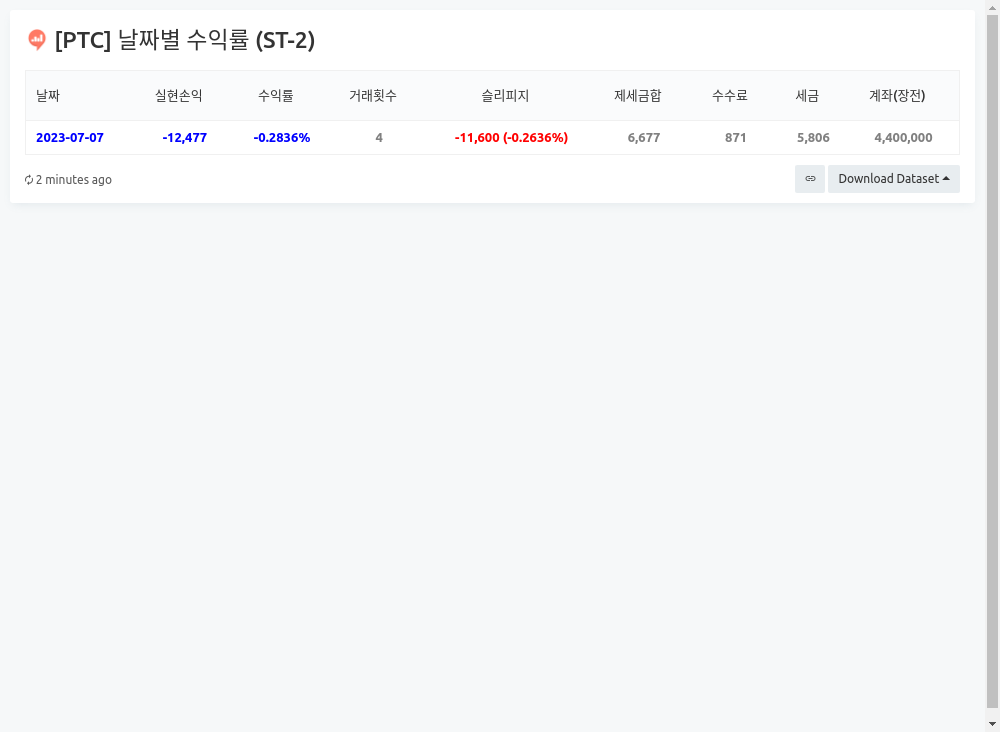 [PTC] 날짜별 수익률 (ST-2)
날짜 실현손익 수익률 거래횟수 슬리피지 제세금합 수수료 세금 계좌(장전)
2023-07-07 -12,477 -0.2836% 4 -11,600 (-0.2636%) 6,677 871 5,806 4,400,000
2 minutes ago Download Dataset